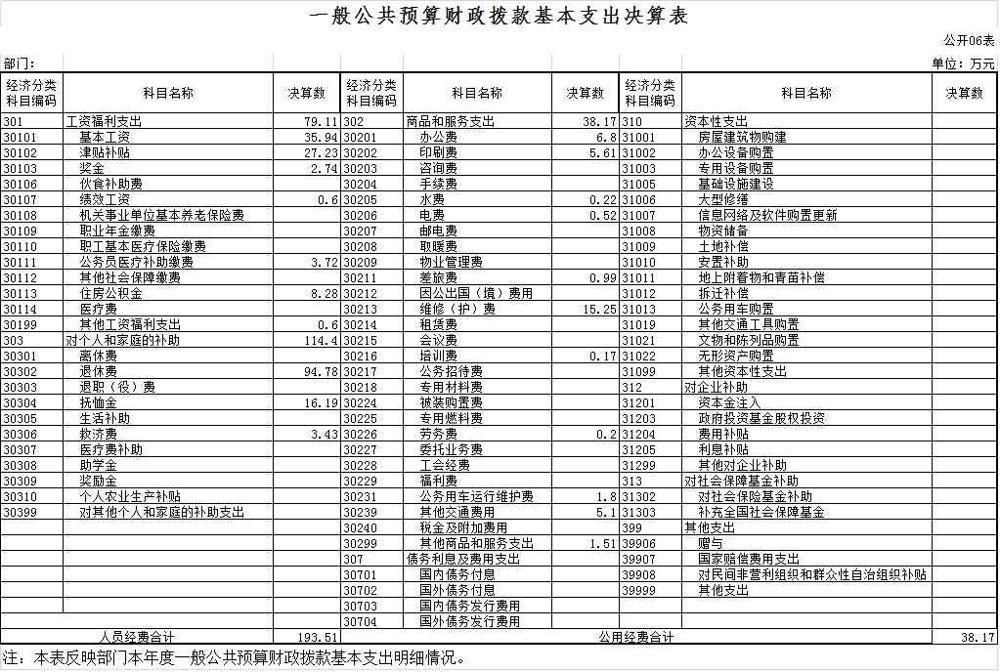 一般公共预算财政拨款基本支出决算表
公开06表
部门： 单位：万元
经济分类科目编码 科目名称 决算数 经济分类科目编码 科目名称 决算数 经济分类科目编码 科目名称 决算数
301 工资福利支出 79.11 302 商品和服务支出 38.17 310 资本性支出
30101 基本工资 35.94 30201 办公费 6.8 31001 房屋建筑物购建
30102 津贴补贴 27.23 30202 印刷费 5.61 31002 办公设备购置
30103 奖金 2.74 30203 咨询费 31003 专用设备购置
30106 伙食补助费 30204 手续费 31005 基础设施建设
30107 绩效工资 0.6 30205 水费 0.22 31006 大型修缮
30108 机关事业单位基本养老保险费 30206 电费 0.52 31007 信息网络及软件购置更新
30109 职业年金缴费 30207 邮电费 31008 物资储备
30110 职工基本医疗保险缴费 30208 取暖费 31009 土地补偿
30111 公务员医疗补助缴费 3.72 30209 物业管理费 31010 安置补助
30112 其他社会保障缴费 30211 差旅费 0.99 31011 地上附着物和青苗补偿
30113 住房公积金 8.28 30212 因公出国（境）费用 31012 拆迁补偿
30114 医疗费 30213 维修（护）费 15.25 31013 公务用车购置
30199 其他工资福利支出 0.6 30214 租赁费 31019 其他交通工具购置
303 对个人和家庭的补助 114.4 30215 会议费 31021 文物和陈列品购置
30301 离休费 30216 培训费 0.17 31022 无形资产购置
30302 退休费 94.78 30217 公务招待费 31099 其他资本性支出
30303 退职（役）费 30218 专用材料费 312 对企业补助
30304 抚恤金 16.19 30224 被装购置费 31201 资本金注入
30305 生活补助 30225 专用燃料费 31203 政府投资基金股权投资
30306 救济费 3.43 30226 劳务费 0.2 31204 费用补贴
30307 医疗费补助 30227 委托业务费 31205 利息补贴
30308 助学金 30228 工会经费 31299 其他对企业补助
30309 奖励金 30229 福利费 313 对社会保障基金补助
30310 个人农业生产补贴 30231 公务用车运行维护费 1.8 31302 对社会保险基金补助
30399 对其他个人和家庭的补助支出 30239 其他交通费用 5.1 31303 补充全国社会保障基金
30240 税金及附加费用 399 其他支出
30299 其他商品和服务支出 1.51 39906 赠与
307 债务利息及费用支出 39907 国家赔偿费用支出
30701 国内债务付息 39908 对民间非营利组织和群众性自治组织补贴
30702 国外债务付息 39999 其他支出
30703 国内债务发行费用
30704 国外债务发行费用
人员经费合计 193.51 公用经费合计 38.17
注：本表反映部门本年度一般公共预算财政拨款基本支出明细情况。